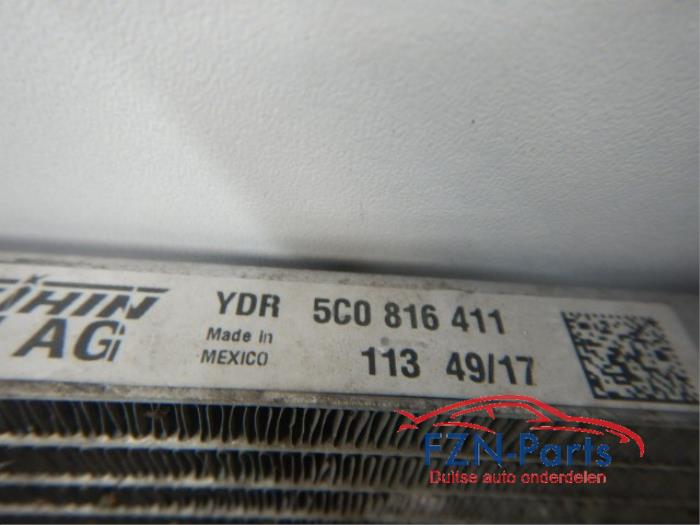 YDR 5C0 816 411
AG
Made in
MEXICO
113 49/17
FZN-Parts
Duitse auto onderdelen